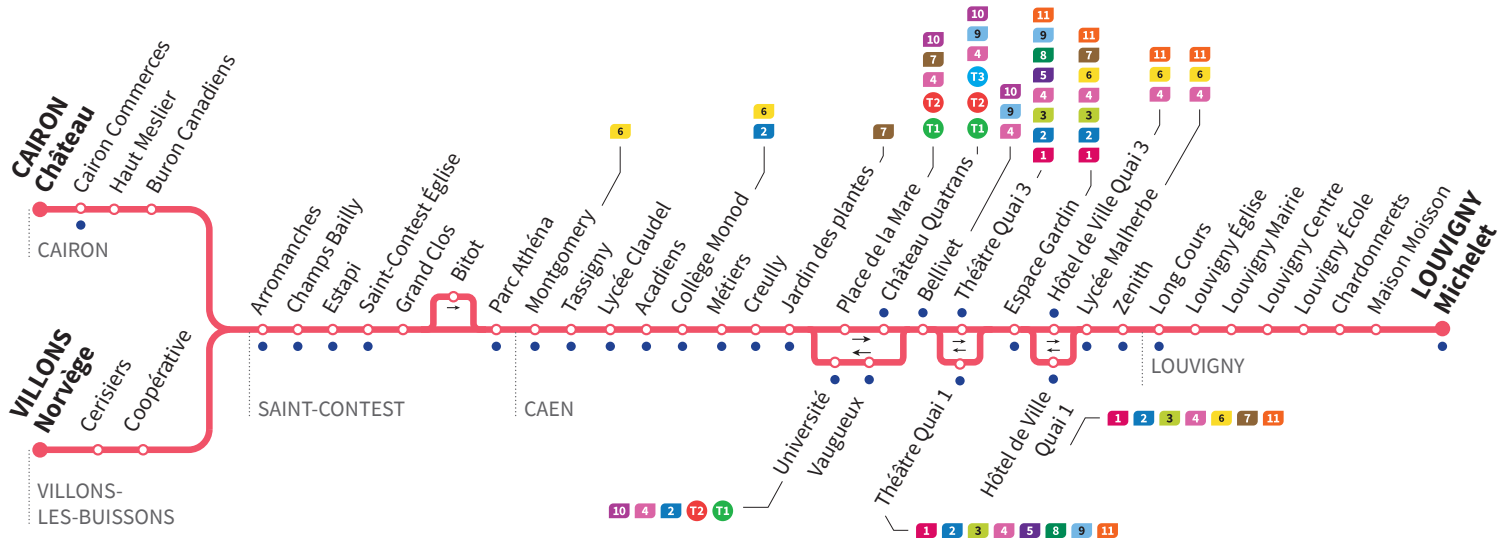 CAIRON
Château
Cairon Commerces
Haut Meslier
Buron Canadiens
CAIRON
VILLONS
Norvège
Cerisiers
Coopérative
VILLONS-
LES-BUISSONS
Arromanches
Champs Bailly
Estapi
Saint-Contest Église
Grand Clos
Bitot
SAINT-CONTEST
Parc Athéna
Montgomery
6
Tassigny
Lycée Claudel
Acadiens
Collège Monod
6
2
Métiers
Creully
Jardin des plantes
7
CAEN
Place de la Mare
10
7
4
T2
T1
Château Quatrans
10
9
4
T3
T2
T1
Bellivet
10
9
4
Théâtre Quai 3
11
9
8
5
4
3
2
1
Espace Gardin
Hôtel de Ville Quai 3
11
7
6
4
3
2
1
Lycée Malherbe
11
6
4
11
6
4
Zenith
Long Cours
Louvigny Église
Louvigny Mairie
Louvigny Centre
Louvigny École
Chardonnerets
Maison Moisson
LOUVIGNY
Michelet
LOUVIGNY
Université
Vaugueux
10 4 2 T2 T1
Théâtre Quai 1
1 2 3 4 5 8 9 11
Hôtel de Ville
Quai 1
1 2 3 4 6 7 11